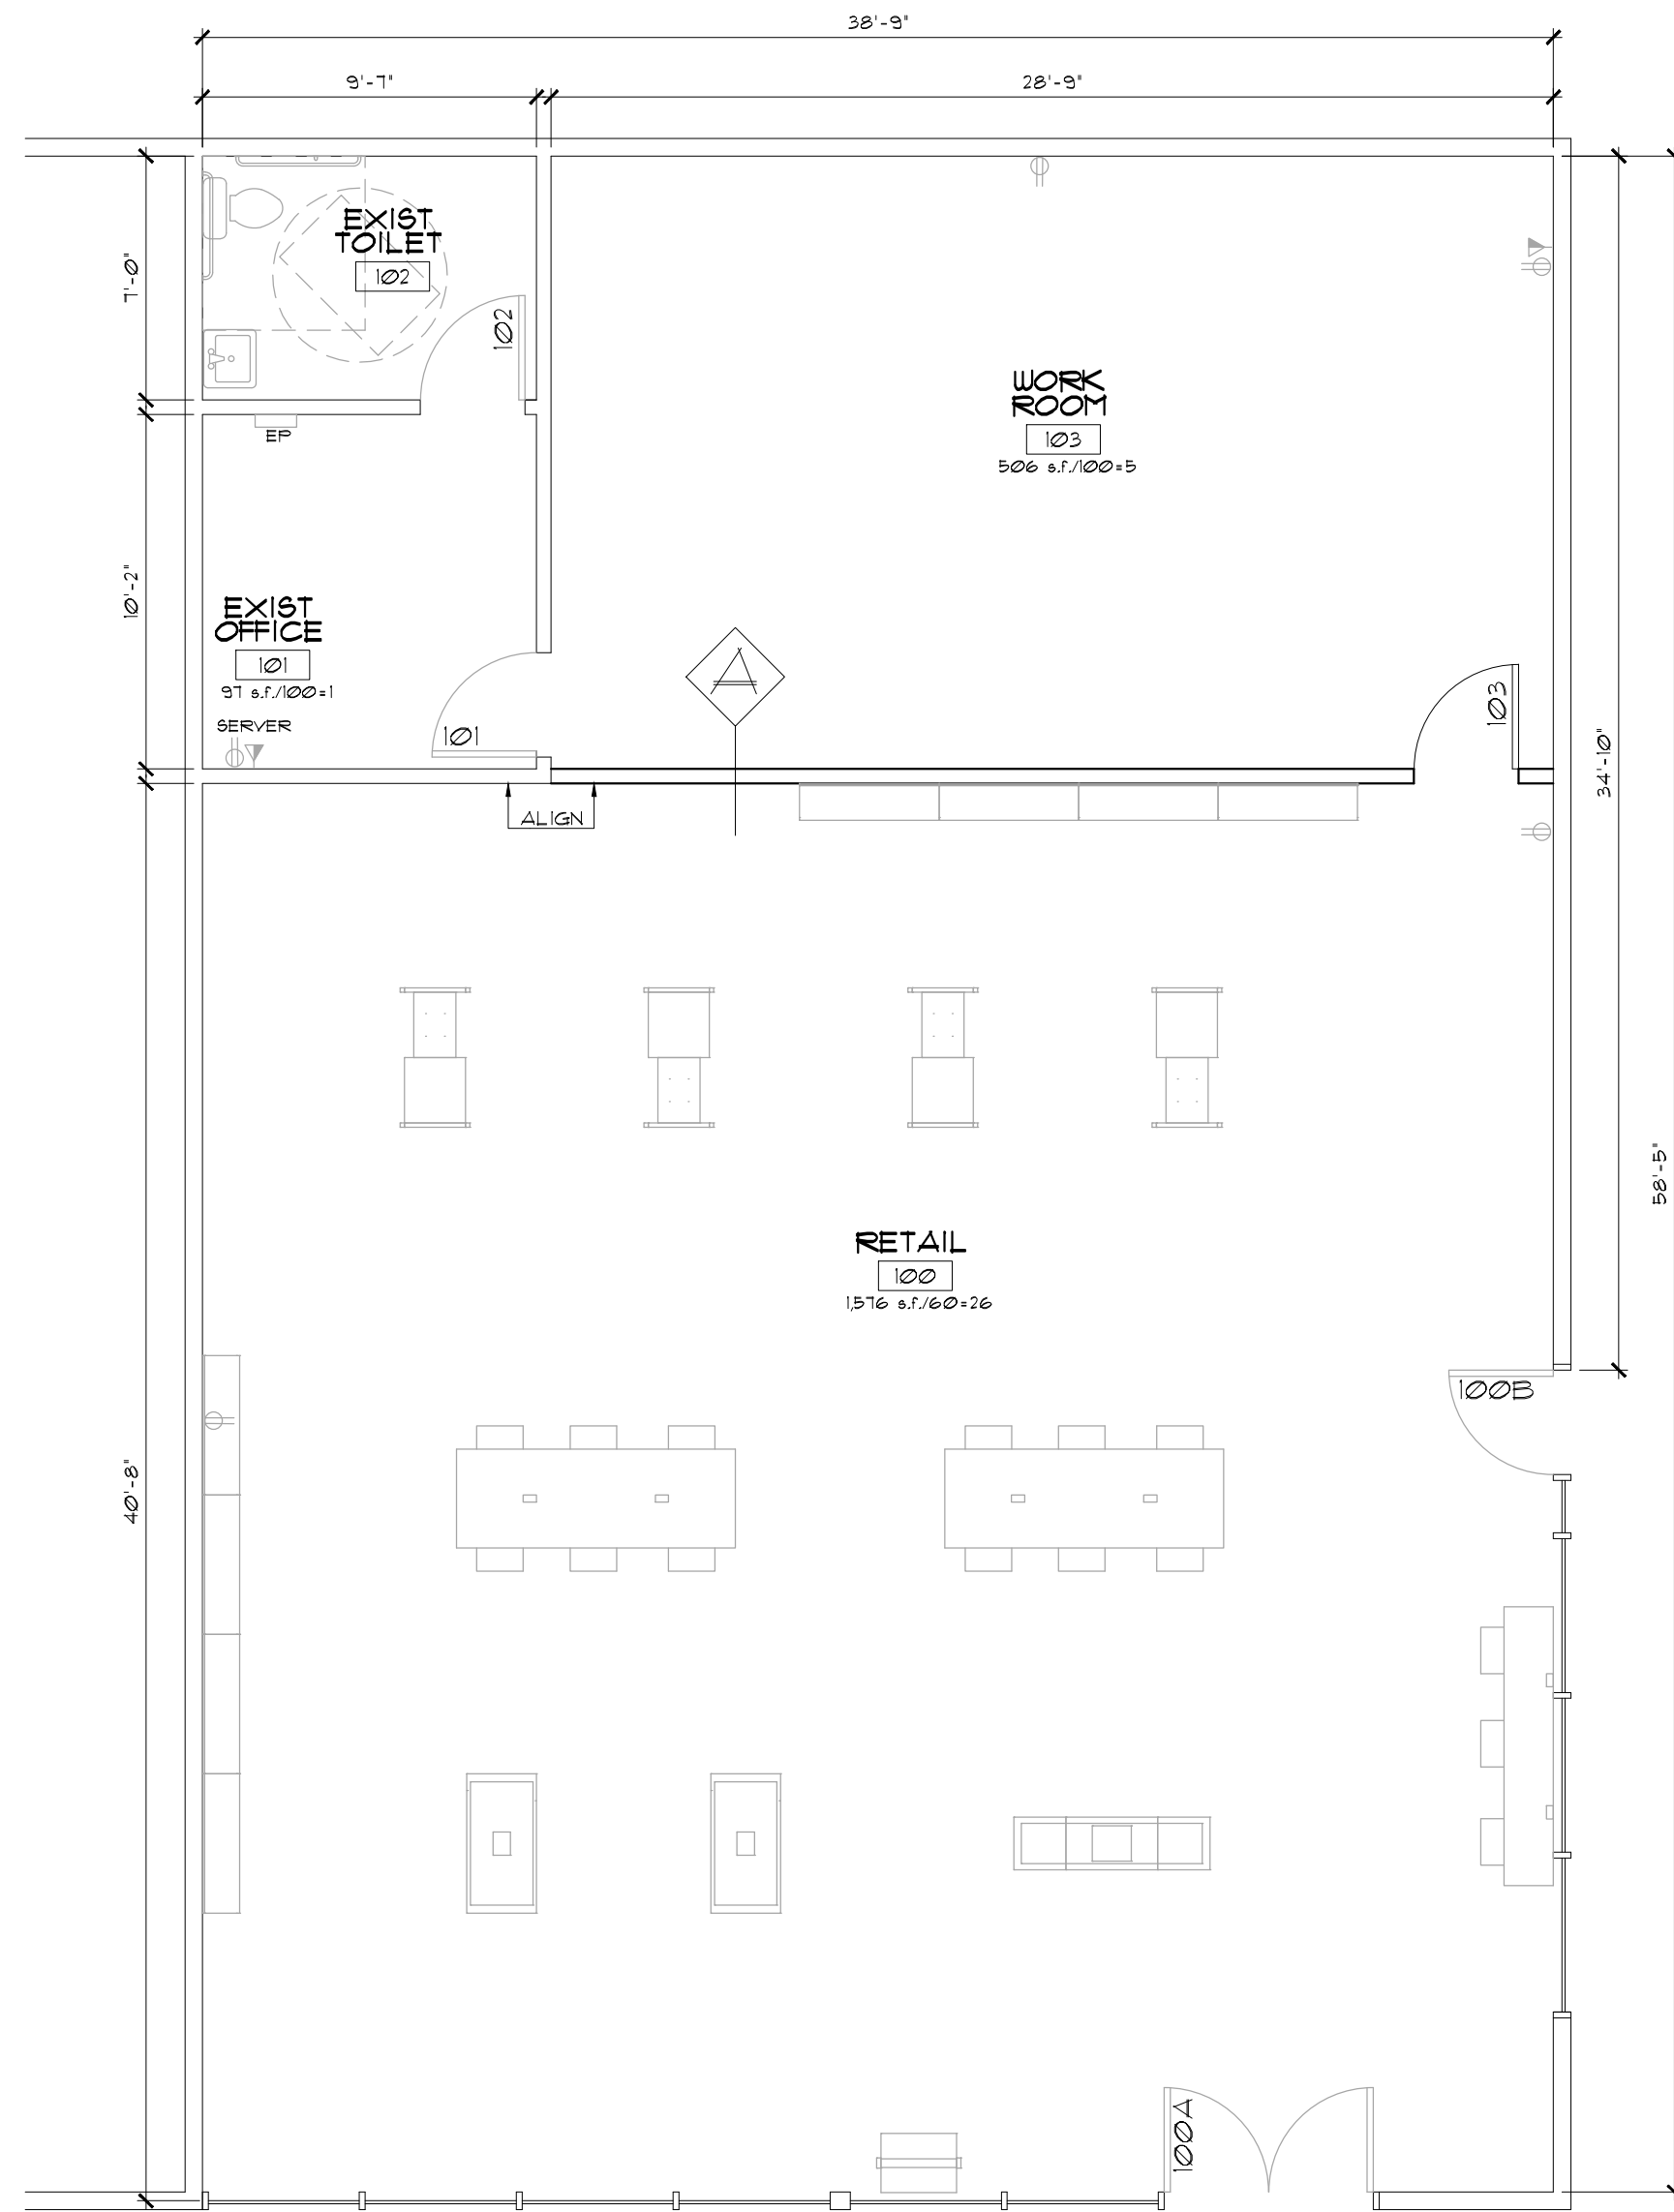 38'-9"
9'-7"
28'-9"
EXIST
TOILET
102
7'-0"
102
WORK
ROOM
103
506 s.f./100=5
EP
10'-2"
EXIST
OFFICE
101
97 s.f./100=1
SERVER
101
A
103
34'-10"
ALIGN
58'-5"
RETAIL
100
1,576 s.f./60=26
100B
40'-8"
100A